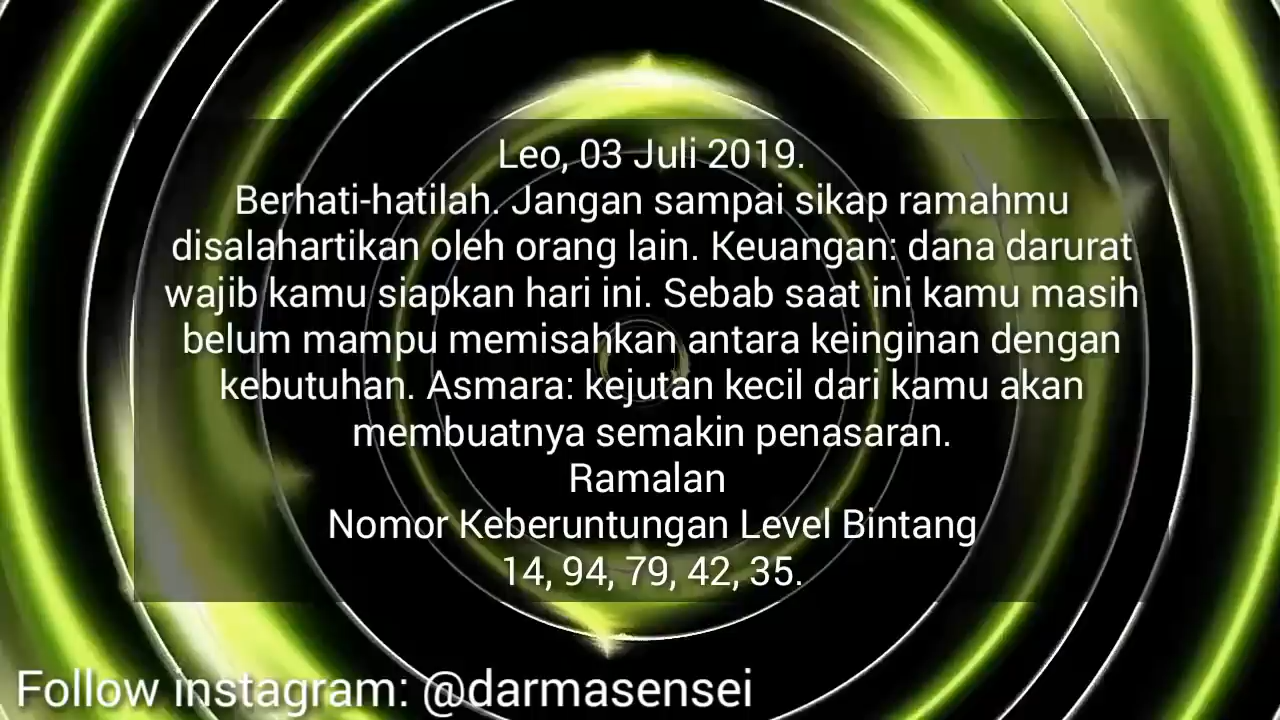 Leo, 03 Juli 2019.
Berhati-hatilah. Jangan sampai sikap ramahmu
disalahartikan oleh orang lain. Keuangan: dana darurat
wajib kamu siapkan hari ini. Sebab saat ini kamu masih
belum mampu memisahkan antara keinginan dengan
kebutuhan. Asmara: kejutan kecil dari kamu akan
membuatnya semakin penasaran.
Ramalan
Nomor Keberuntungan Level Bintang
14, 94, 79, 42, 35.
Follow instagram: @darmasensei